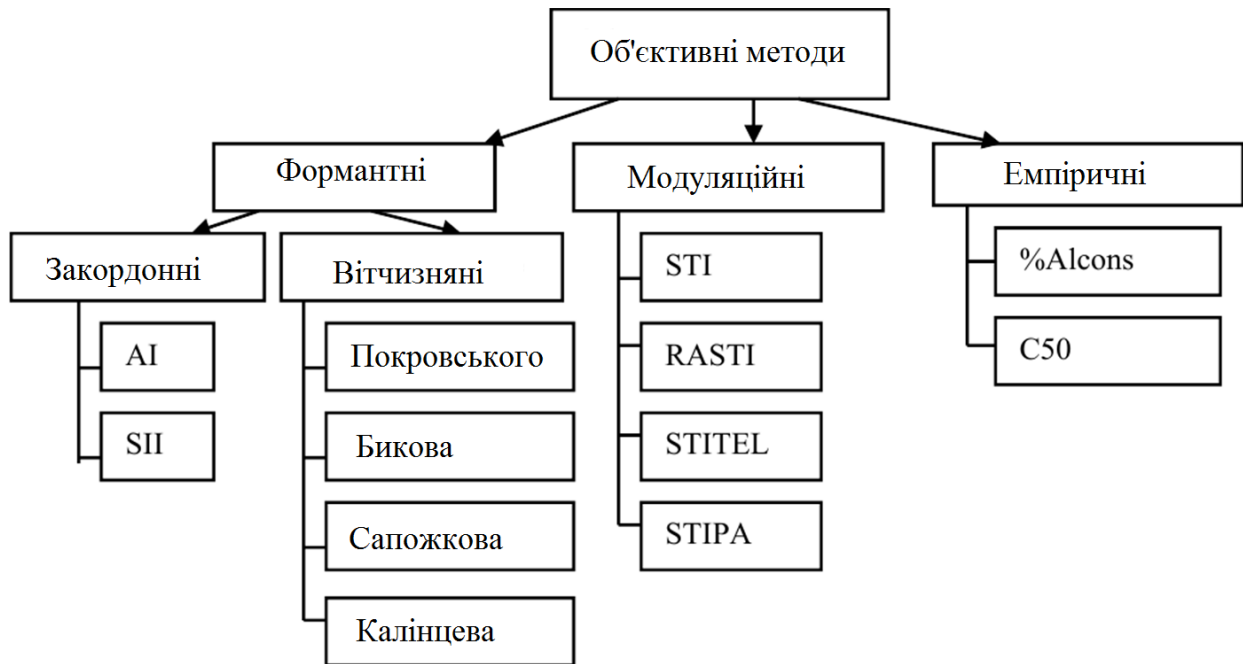 Об'єктивні методи
Формантні
Модуляційні
Емпіричні
Закордонні
Вітчизняні
AI
SII
Покровського
Бикова
Сапожкова
Калінцева
STI
RASTI
STITEL
STIPA
%Alcons
C50